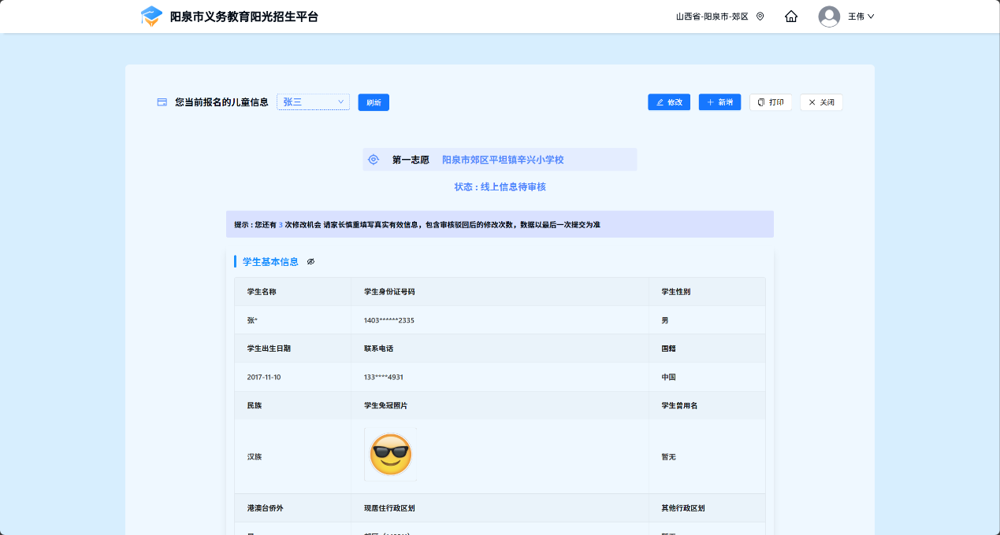 阳泉市义务教育阳光招生平台
山西省-阳泉市-郊区
王伟
您当前报名的儿童信息 张三 刷新
修改 新增 打印 关闭
第一志愿 阳泉市郊区平坦镇辛兴小学校
状态：线上信息待审核
提示：您还有 3 次修改机会 请家长慎重填写真实有效信息，包含审核驳回后的修改次数，数据以最后一次提交为准
学生基本信息
学生名称 学生身份证号码 学生性别
张* 1403******2335 男
学生出生日期 联系电话 国籍
2017-11-10 133****4931 中国
民族 学生免冠照片 学生曾用名
汉族 暂无
港澳台侨外 现居住行政区划 其他行政区划